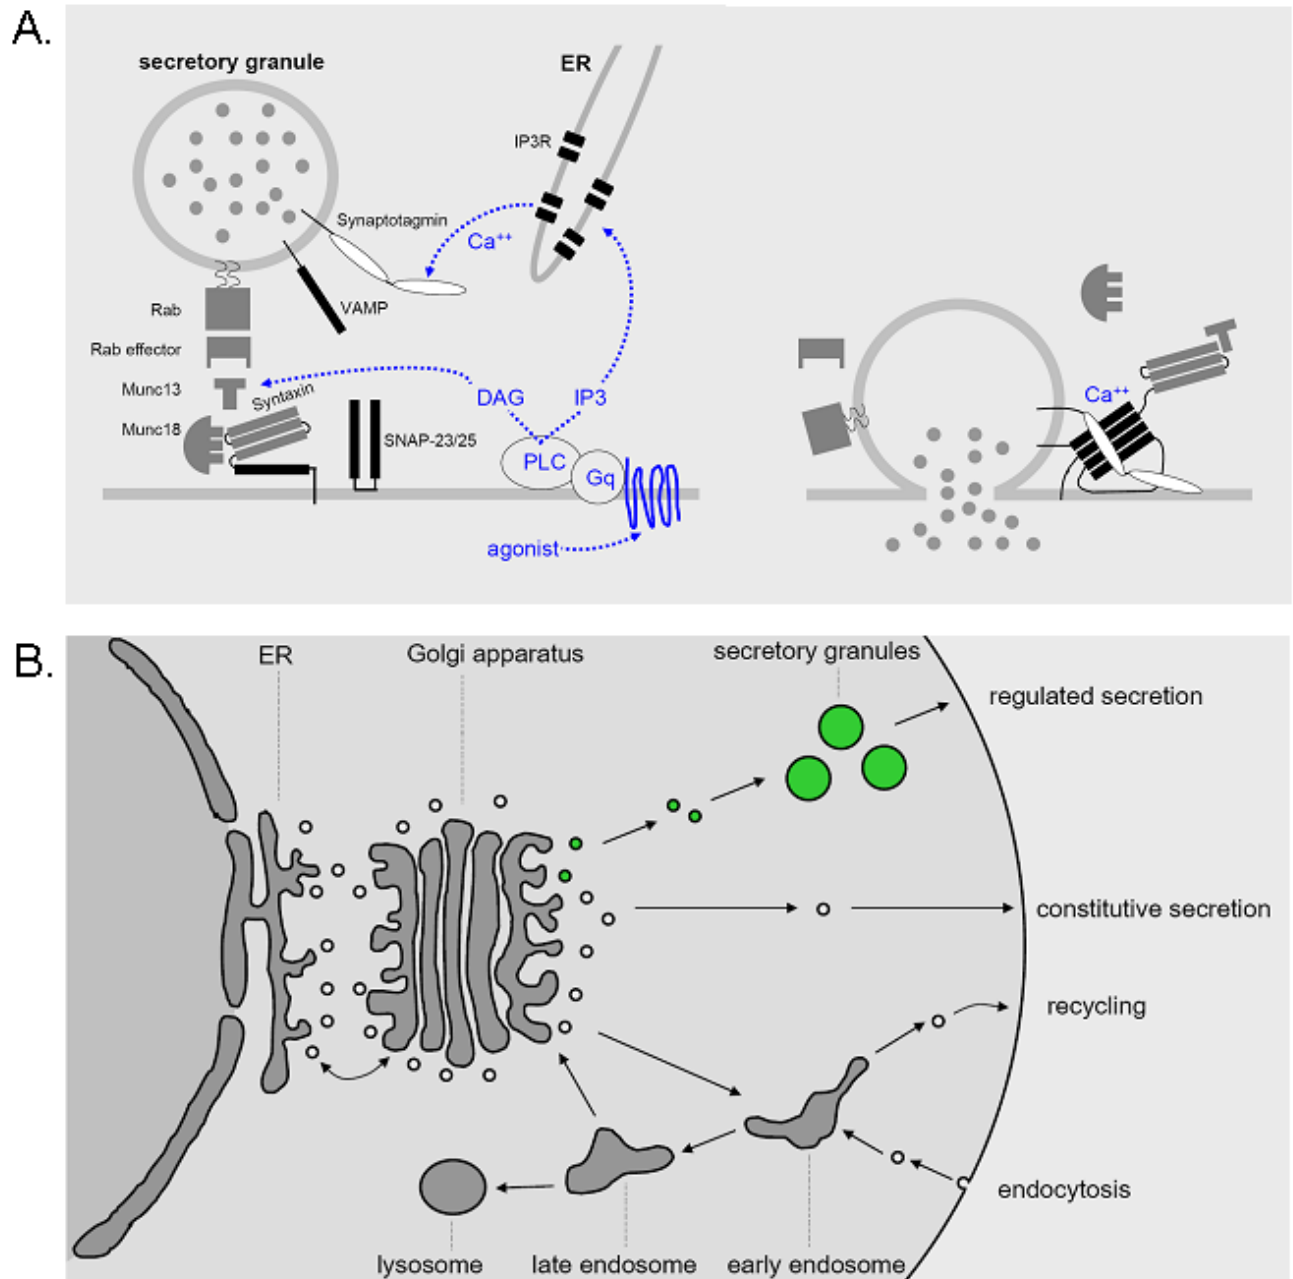 A.
secretory granule
ER
IP3R
Synaptotagmin
Ca++
VAMP
Rab
Rab effector
Munc13
Syntaxin
Munc18
SNAP-23/25
DAG
IP3
PLC
Gq
agonist
Ca++
B.
ER
Golgi apparatus
secretory granules
regulated secretion
constitutive secretion
recycling
endocytosis
lysosome
late endosome
early endosome